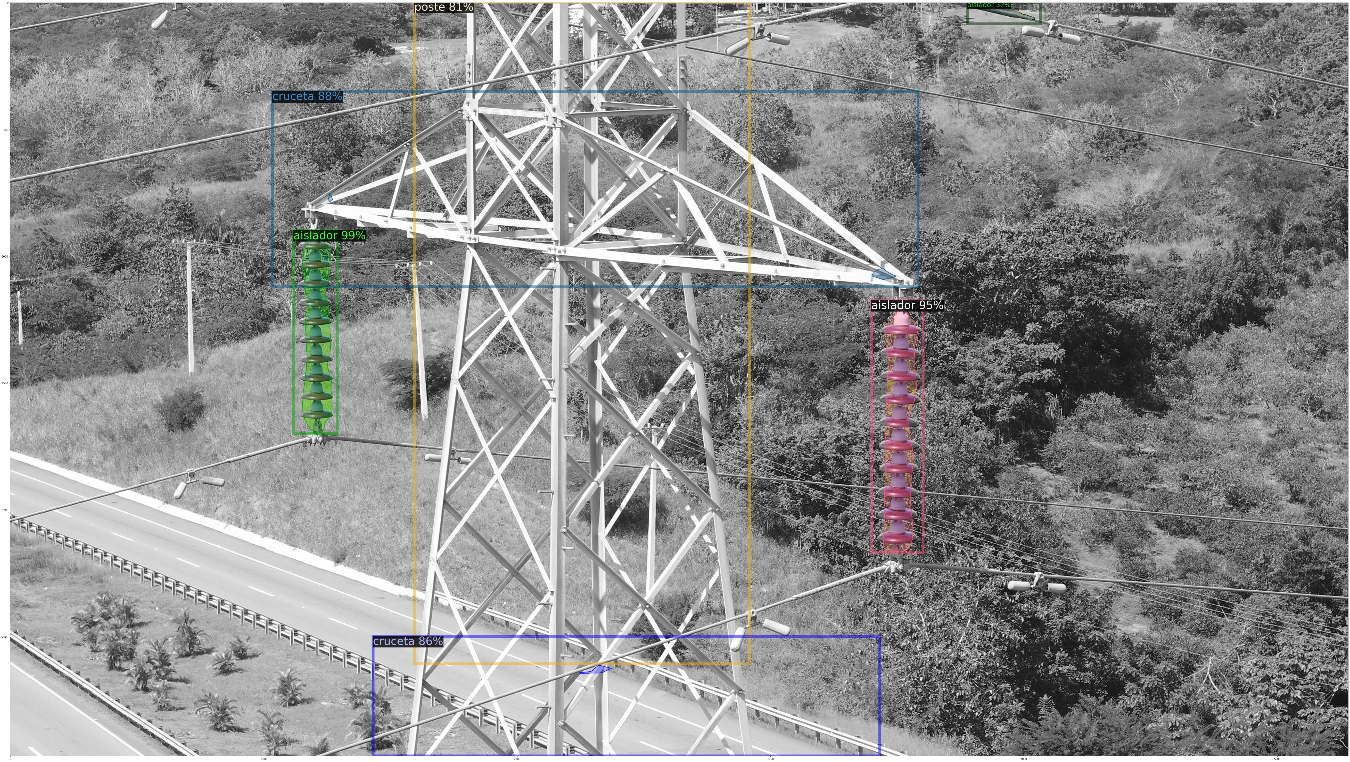 poste 81%
cruceta 88%
aislador 99%
aislador 95%
cruceta 86%